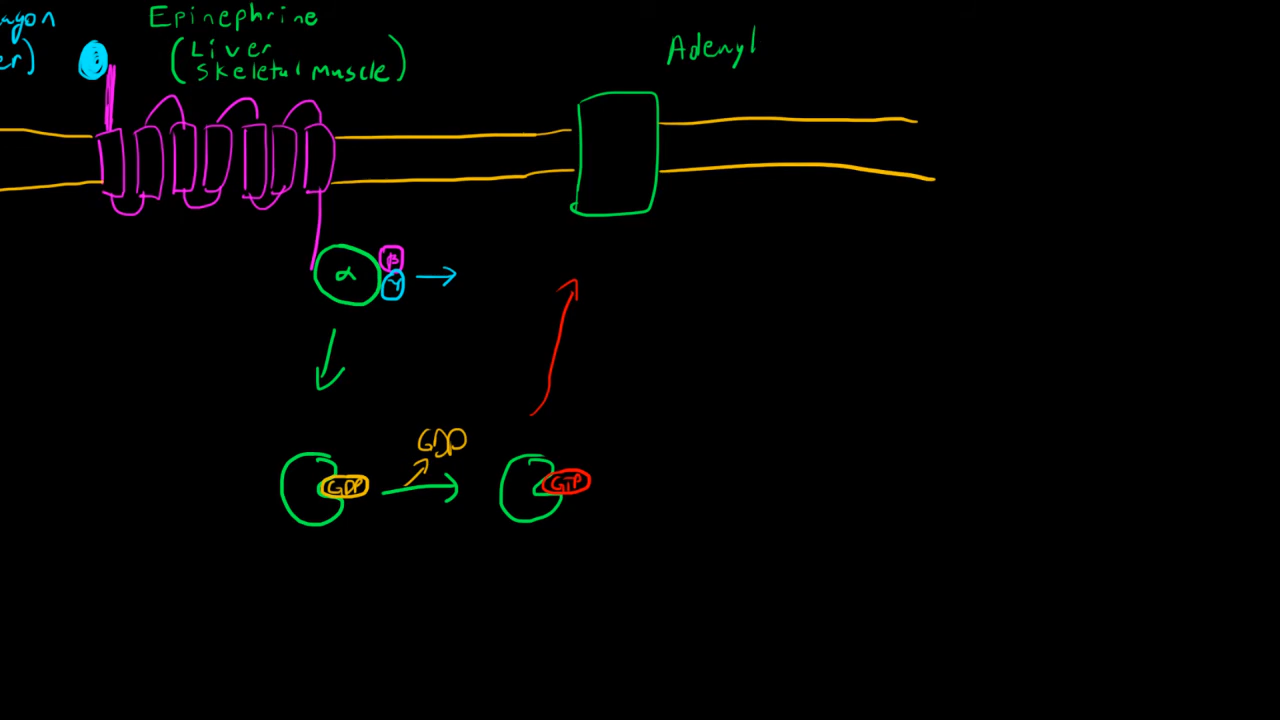 agon
er)
Epinephrine
(Liver
Skeletal Muscle)
Adenyl
α
β
γ
GDP
GDP
GTP